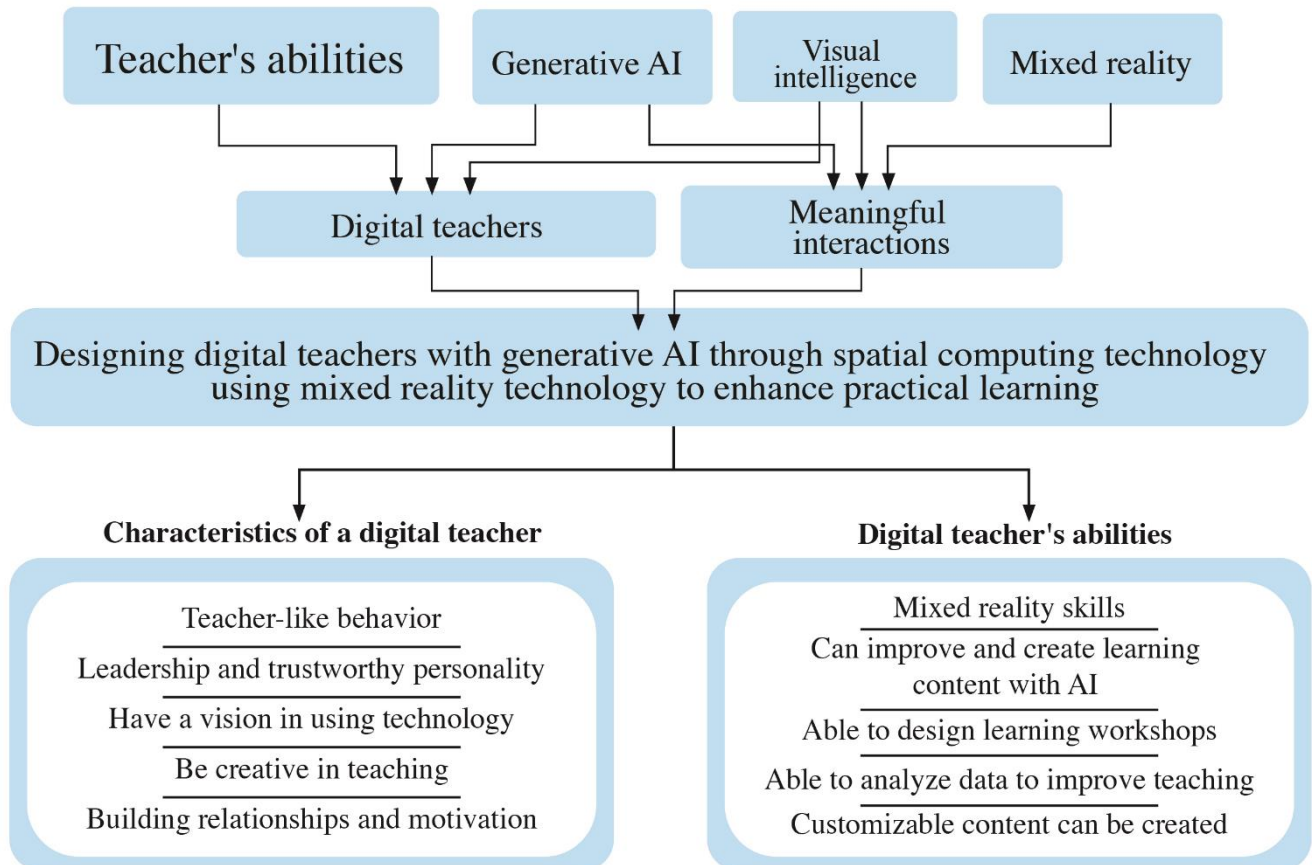 Teacher's abilities
Generative AI
Visual
intelligence
Mixed reality
Digital teachers
Meaningful
interactions
Designing digital teachers with generative AI through spatial computing technology
using mixed reality technology to enhance practical learning
Characteristics of a digital teacher
Teacher-like behavior
Leadership and trustworthy personality
Have a vision in using technology
Be creative in teaching
Building relationships and motivation
Digital teacher's abilities
Mixed reality skills
Can improve and create learning
content with AI
Able to design learning workshops
Able to analyze data to improve teaching
Customizable content can be created